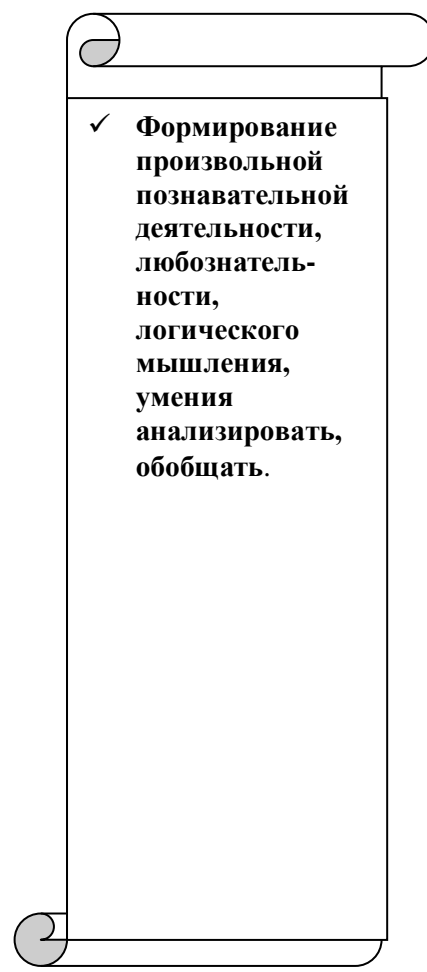 ✓ Формирование
произвольной
познавательной
деятельности,
любознатель-
ности,
логического
мышления,
умения
анализировать,
обобщать.